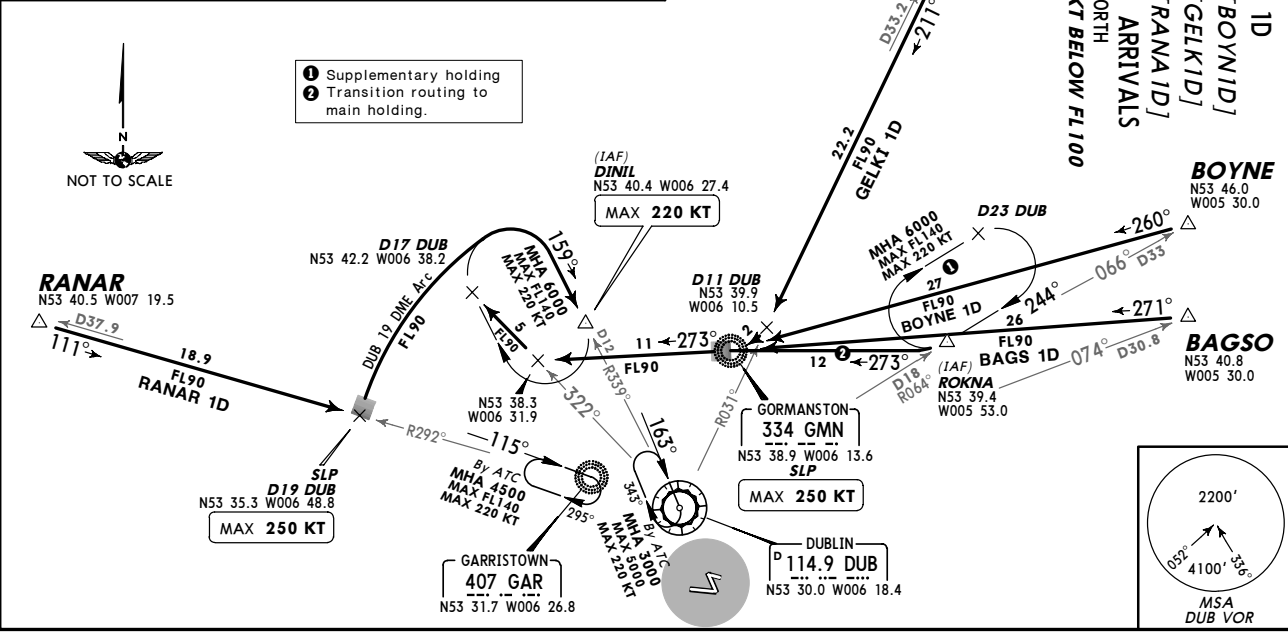 1D
[BOYN1D]
[GELK1D]
[RANA1D]
ARRIVALS
ORTH
KT BELOW FL100
❶ Supplementary holding
❷ Transition routing to
main holding.
N
NOT TO SCALE
D33.2
211°
22.2
FL90
GELKI 1D
(IAF)
DINIL
N53 40.4 W006 27.4
MAX 220 KT
BOYNE
N53 46.0
W005 30.0
D23 DUB
MHA 6000
MAX FL140
MAX 220 KT
❶
260°
066°
D33
27
FL90
BOYNE 1D
244°
D17 DUB
N53 42.2 W006 38.2
159°
MHA 6000
MAX FL140
MAX 220 KT
DUB 19 DME Arc
FL90
5
FL90
D11 DUB
N53 39.9
W006 10.5
2
RANAR
N53 40.5 W007 19.5
D37.9
111°
18.9
FL90
RANAR 1D
271°
26
FL90
BAGS 1D
074°
D30.8
BAGSO
N53 40.8
W005 30.0
11
273°
FL90
12
❷
273°
D18
R064°
(IAF)
ROKNA
N53 39.4
W005 53.0
D12
R339°
R031°
N53 38.3
W006 31.9
322°
GORMANSTON
334 GMN
N53 38.9 W006 13.6
SLP
MAX 250 KT
SLP
D19 DUB
N53 35.3 W006 48.8
MAX 250 KT
R292°
115°
By ATC
MHA 4500
MAX FL140
MAX 220 KT
295°
GARRISTOWN
407 GAR
N53 31.7 W006 26.8
163°
343°
By ATC
MHA 3000
MAX 5000
MAX 220 KT
DUBLIN
D
114.9 DUB
N53 30.0 W006 18.4
2200'
052°
336°
4100'
MSA
DUB VOR